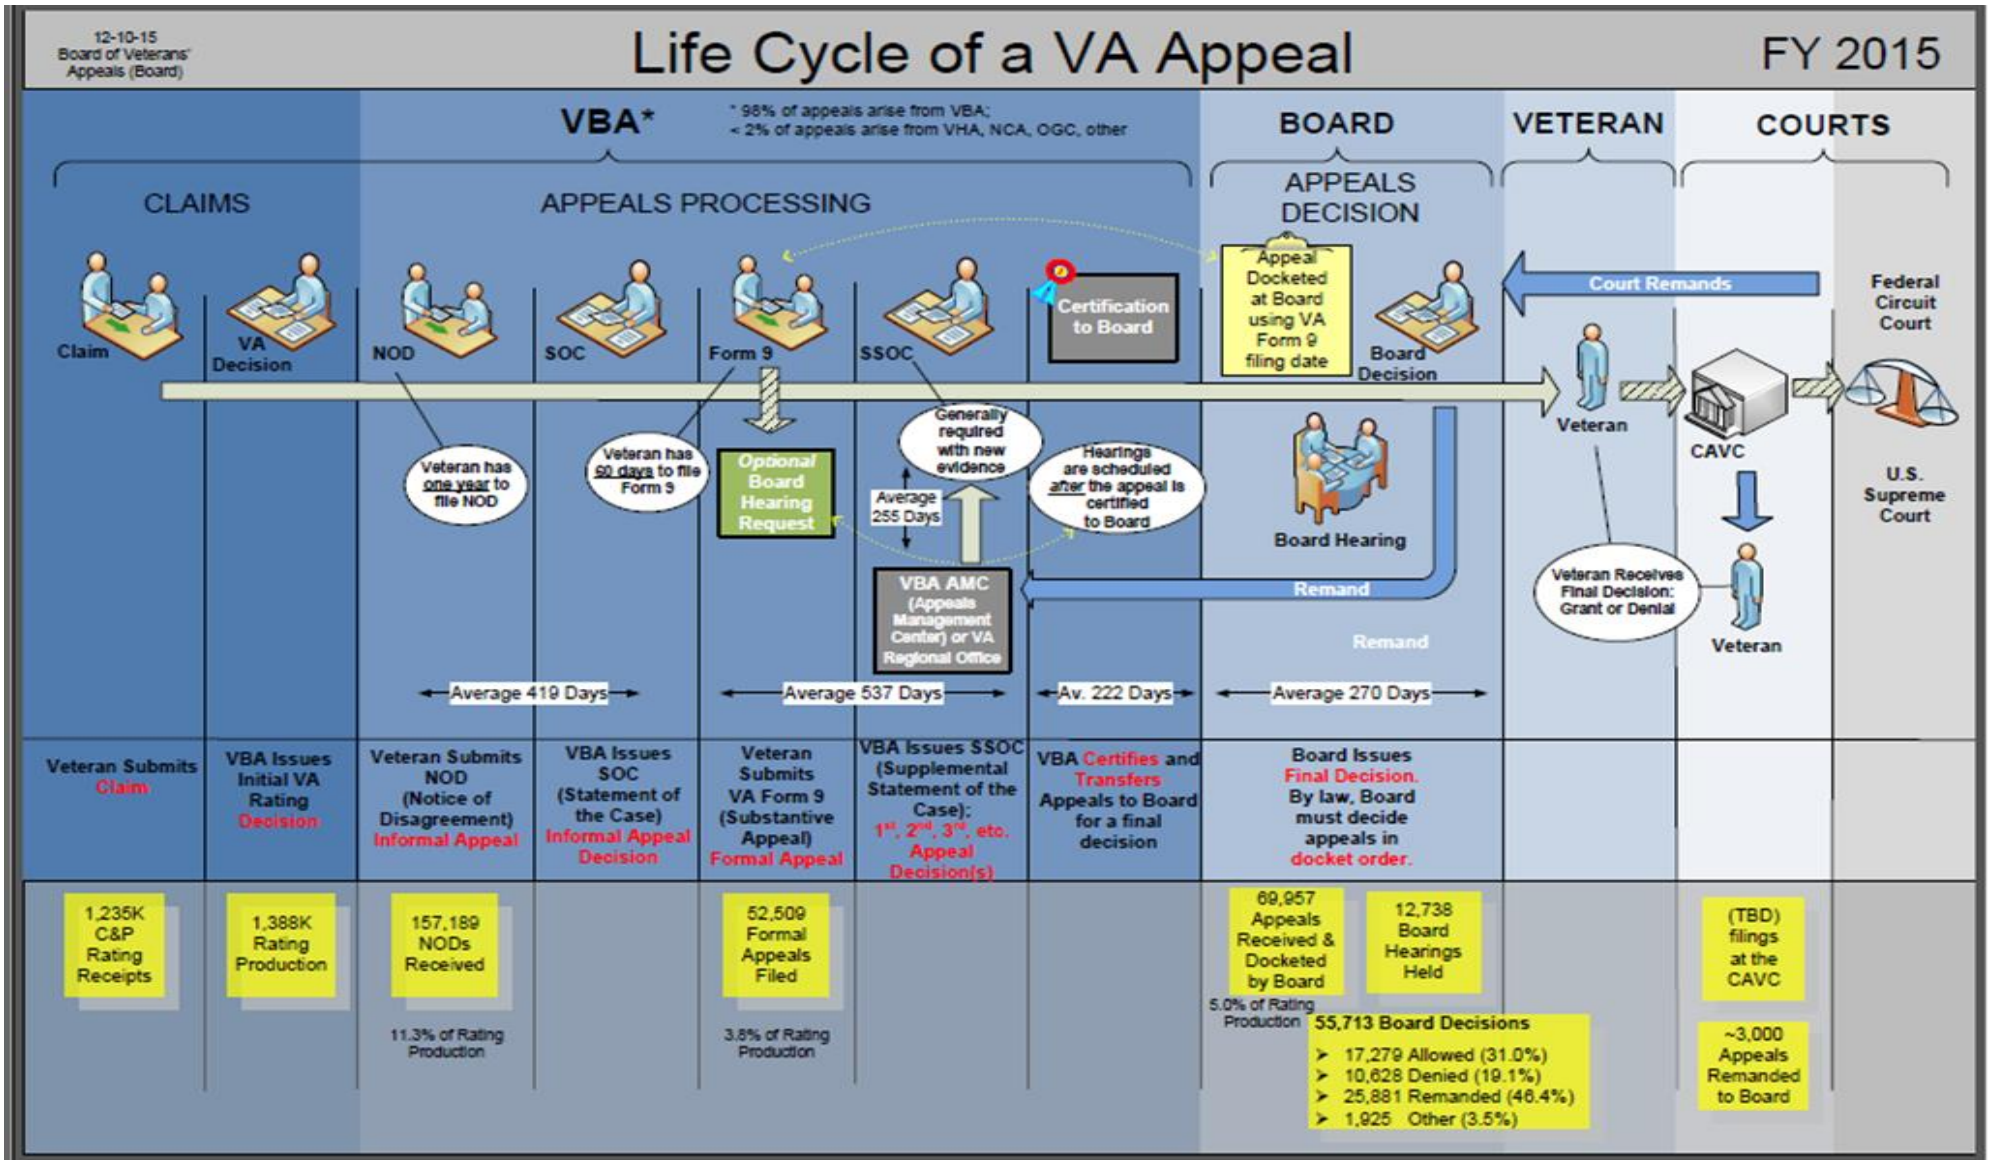 12-10-15
Board of Veterans'
Appeals (Board)
Life Cycle of a VA Appeal
FY 2015
VBA*
* 98% of appeals arise from VBA;
< 2% of appeals arise from VHA, NCA, OGC, other
BOARD
VETERAN
COURTS
CLAIMS
APPEALS PROCESSING
APPEALS
DECISION
Claim
VA
Decision
NOD
SOC
Form 9
SSOC
Certification
to Board
Appeal
Docketed
at Board
using VA
Form 9
filing date
Board
Decision
Court Remands
Federal
Circuit
Court
Veteran
CAVC
U.S.
Supreme
Court
Veteran has
one year to
file NOD
Veteran has
60 days to file
Form 9
Optional
Board
Hearing
Request
Generally
required
with new
evidence
Average
255 Days
Hearings
are scheduled
after the appeal is
certified
to Board
Board Hearing
VBA AMC
(Appeals
Management
Center) or VA
Regional Office
Remand
Remand
Veteran Receives
Final Decision:
Grant or Denial
Veteran
Average 419 Days
Average 537 Days
Av. 222 Days
Average 270 Days
Veteran Submits
Claim
VBA Issues
Initial VA
Rating
Decision
Veteran Submits
NOD
(Notice of
Disagreement)
Informal Appeal
VBA Issues
SOC
(Statement of
the Case)
Informal Appeal
Decision
Veteran
Submits
VA Form 9
(Substantive
Appeal)
Formal Appeal
VBA Issues SSOC
(Supplemental
Statement of the
Case);
1st, 2nd, 3rd, etc.
Appeal
Decision(s)
VBA Certifies and
Transfers
Appeals to Board
for a final
decision
Board Issues
Final Decision.
By law, Board
must decide
appeals in
docket order.
1,235K
C&P
Rating
Receipts
1,388K
Rating
Production
157,189
NODs
Received
11.3% of Rating
Production
52,509
Formal
Appeals
Filed
3.8% of Rating
Production
69,957
Appeals
Received &
Docketed
by Board
5.0% of Rating
Production
12,738
Board
Hearings
Held
55,713 Board Decisions
➢ 17,279 Allowed (31.0%)
➢ 10,628 Denied (19.1%)
➢ 25,881 Remanded (46.4%)
➢ 1,925 Other (3.5%)
(TBD)
filings
at the
CAVC
~3,000
Appeals
Remanded
to Board